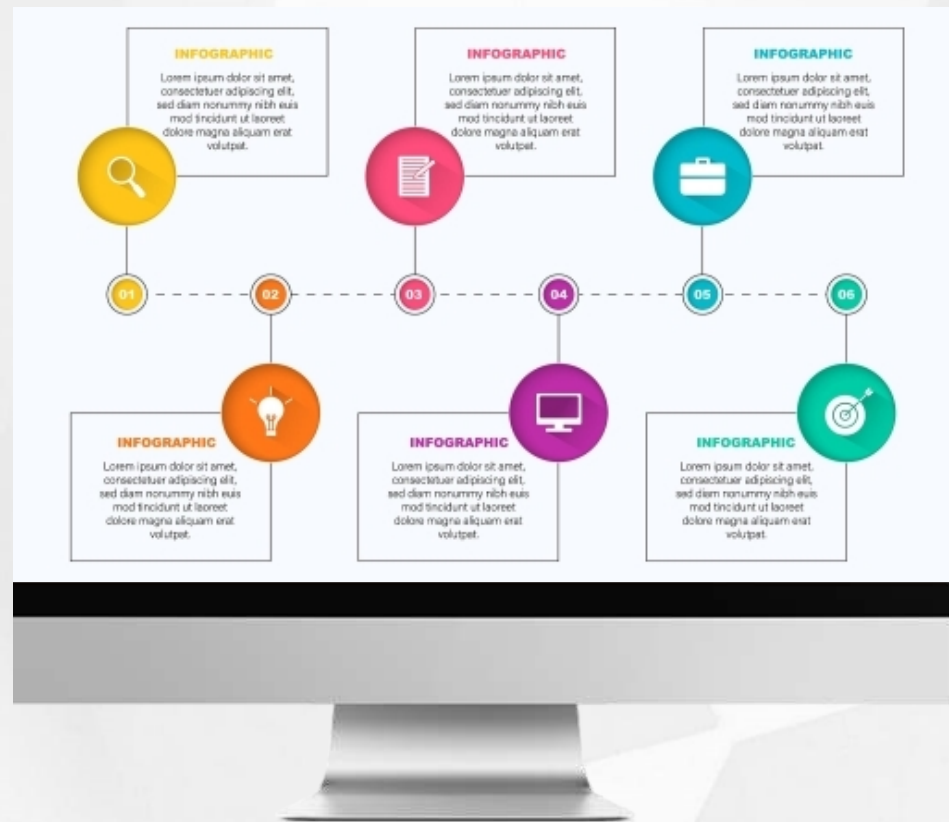 INFOGRAPHIC
Lorem ipsum dolor sit amet,
consectetuer adipiscing elit,
sed diam nonummy nibh euis
mod tincidunt ut laoreet
dolore magna aliquam erat
volutpat.
INFOGRAPHIC
Lorem ipsum dolor sit amet,
consectetuer adipiscing elit,
sed diam nonummy nibh euis
mod tincidunt ut laoreet
dolore magna aliquam erat
volutpat.
INFOGRAPHIC
Lorem ipsum dolor sit amet,
consectetuer adipiscing elit,
sed diam nonummy nibh euis
mod tincidunt ut laoreet
dolore magna aliquam erat
volutpat.
01
02
03
04
05
06
INFOGRAPHIC
Lorem ipsum dolor sit amet,
consectetuer adipiscing elit,
sed diam nonummy nibh euis
mod tincidunt ut laoreet
dolore magna aliquam erat
volutpat.
INFOGRAPHIC
Lorem ipsum dolor sit amet,
consectetuer adipiscing elit,
sed diam nonummy nibh euis
mod tincidunt ut laoreet
dolore magna aliquam erat
volutpat.
INFOGRAPHIC
Lorem ipsum dolor sit amet,
consectetuer adipiscing elit,
sed diam nonummy nibh euis
mod tincidunt ut laoreet
dolore magna aliquam erat
volutpat.